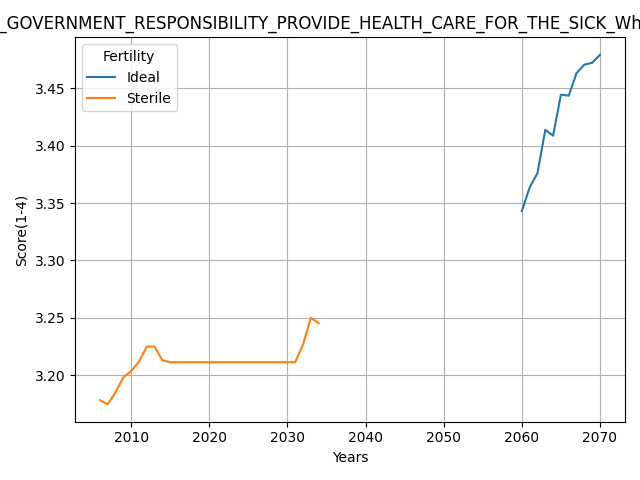 _GOVERNMENT_RESPONSIBILITY_PROVIDE_HEALTH_CARE_FOR_THE_SICK_Wh
Fertility
Ideal
Sterile
Score(1-4)
3.45
3.40
3.35
3.30
3.25
3.20
2010 2020 2030 2040 2050 2060 2070
Years